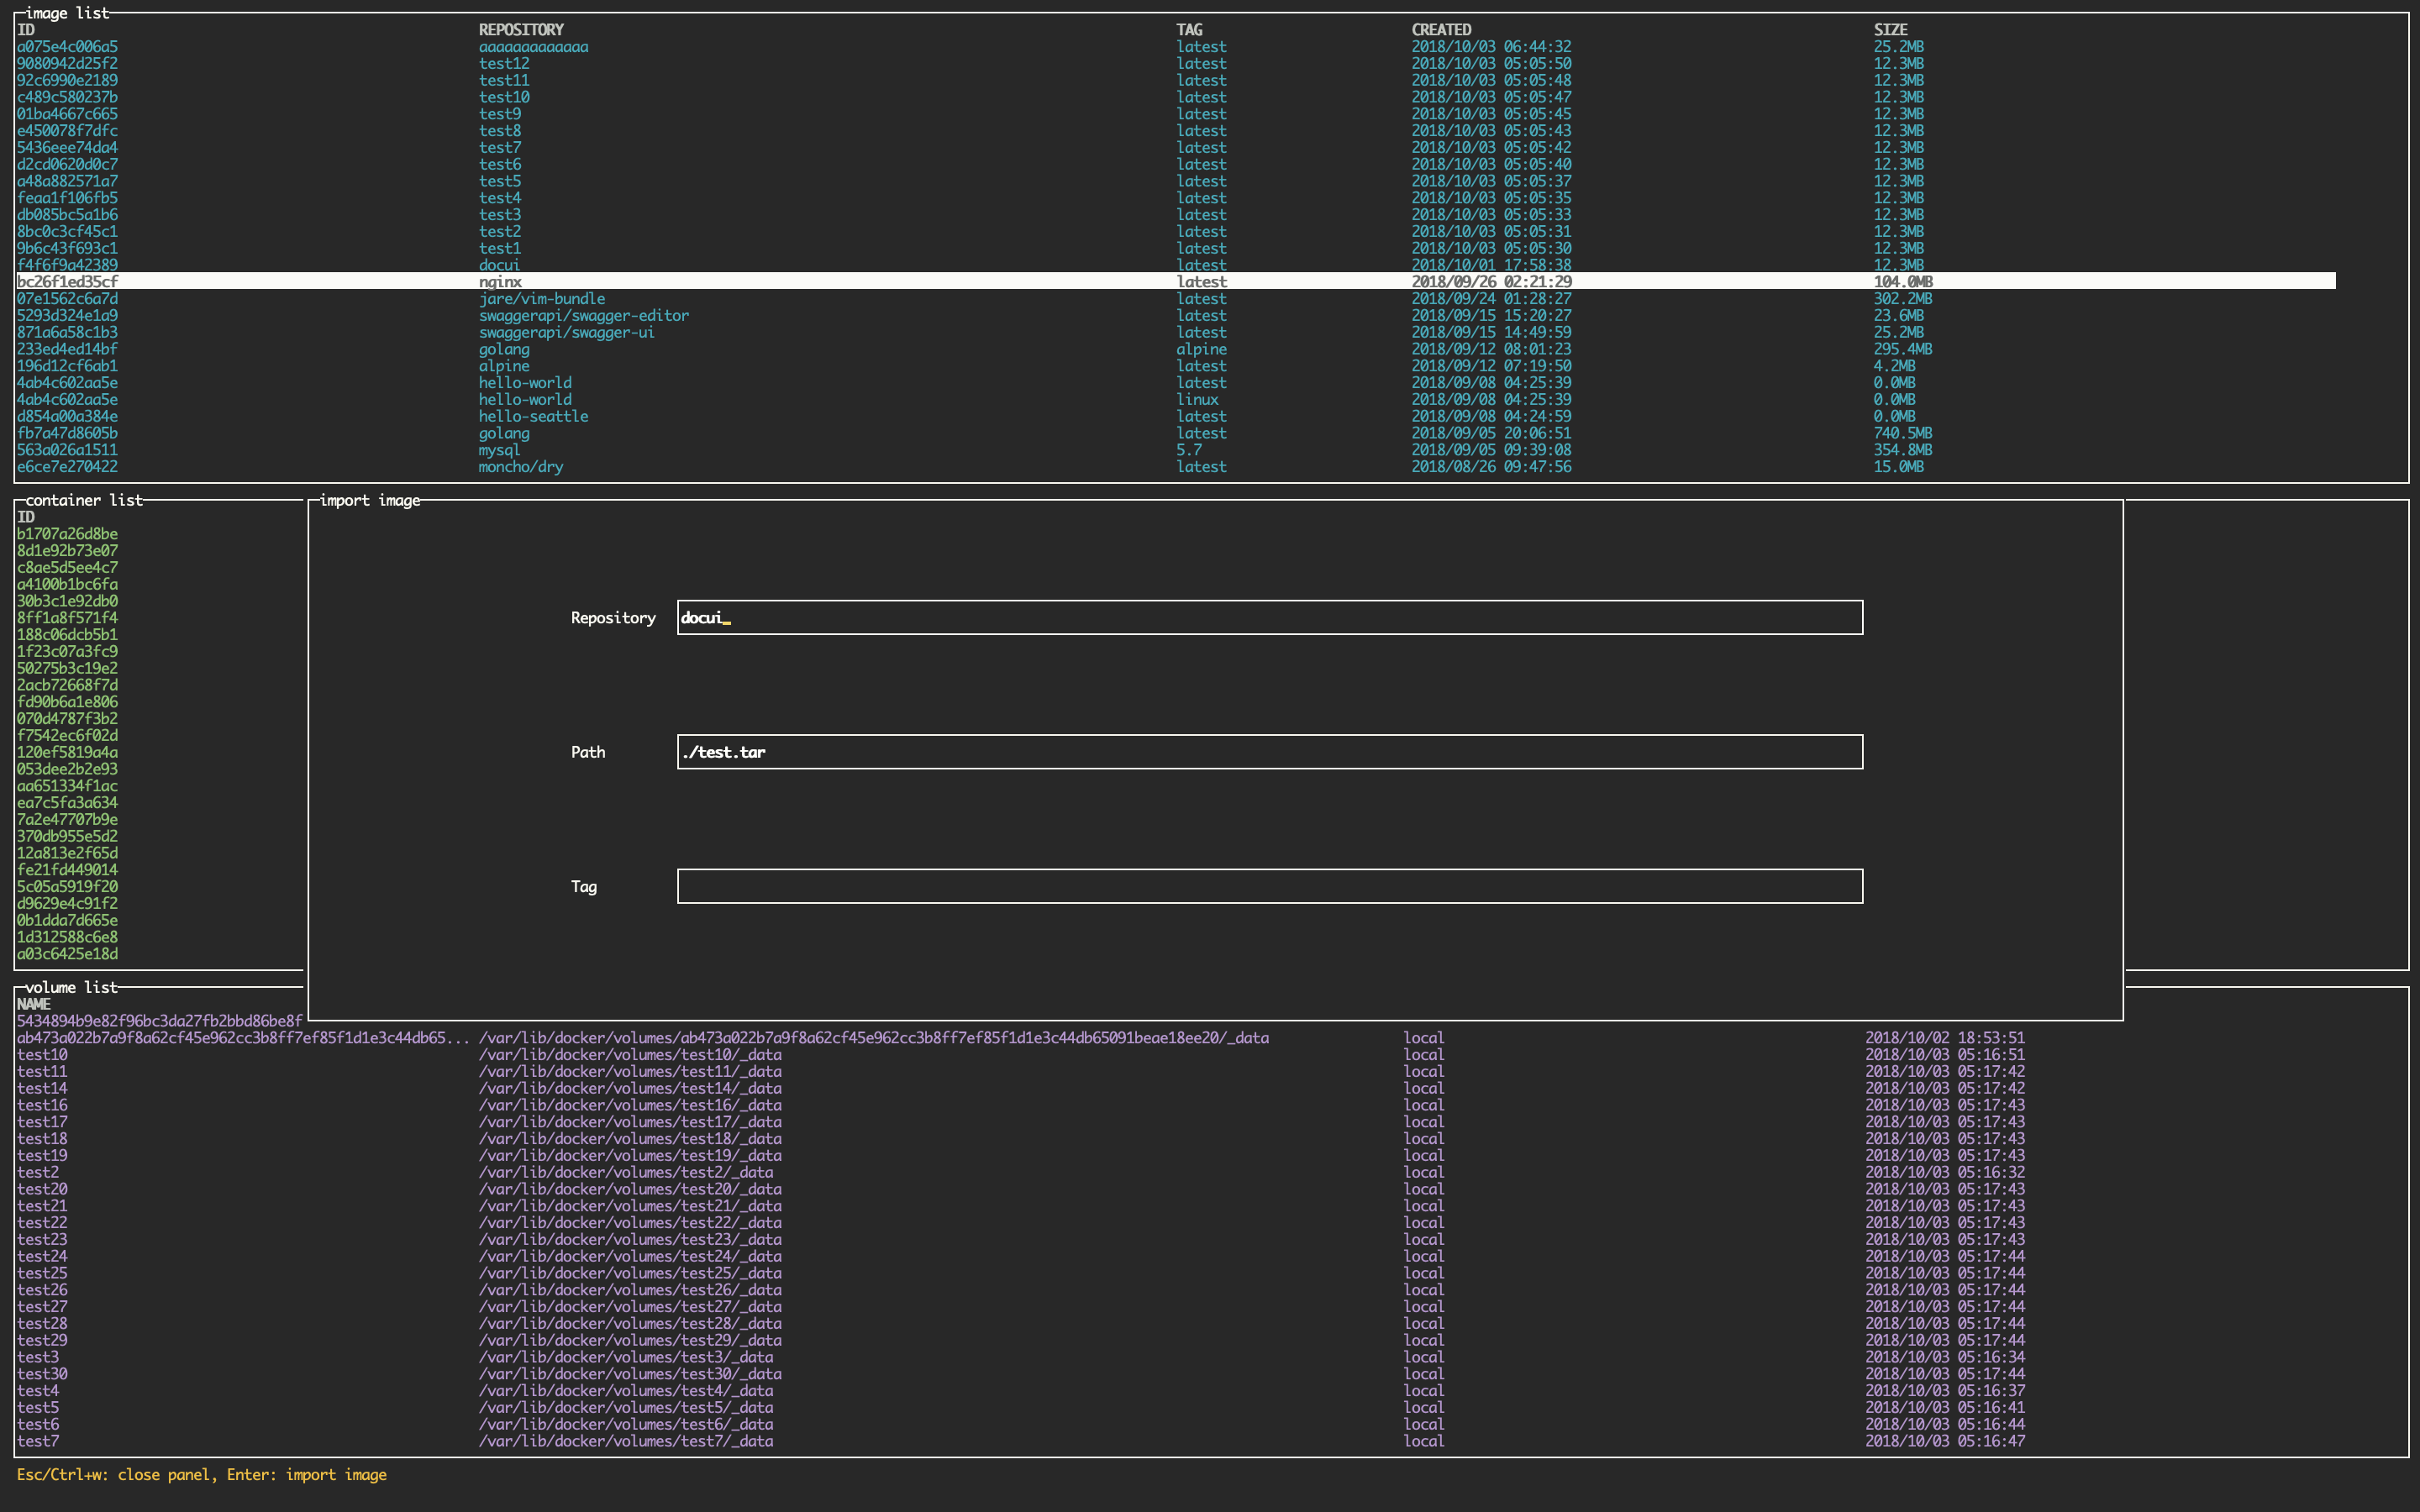 image list
ID REPOSITORY TAG CREATED SIZE
a075e4c006a5 aaaaaaaaaaaaa latest 2018/10/03 06:44:32 25.2MB
9080942d25f2 test12 latest 2018/10/03 05:05:50 12.3MB
92c6990e2189 test11 latest 2018/10/03 05:05:48 12.3MB
c489c580237b test10 latest 2018/10/03 05:05:47 12.3MB
01ba4667c665 test9 latest 2018/10/03 05:05:45 12.3MB
e450078f7dfc test8 latest 2018/10/03 05:05:43 12.3MB
5436eee74da4 test7 latest 2018/10/03 05:05:42 12.3MB
d2cd0620d0c7 test6 latest 2018/10/03 05:05:40 12.3MB
a48a882571a7 test5 latest 2018/10/03 05:05:37 12.3MB
feaa1f106fb5 test4 latest 2018/10/03 05:05:35 12.3MB
db085bc5a1b6 test3 latest 2018/10/03 05:05:33 12.3MB
8bc0c3cf45c1 test2 latest 2018/10/03 05:05:31 12.3MB
9b6c43f693c1 test1 latest 2018/10/03 05:05:30 12.3MB
f4f6f9a42389 docui latest 2018/10/01 17:58:38 12.3MB
bc26f1ed35cf nginx latest 2018/09/26 02:21:29 104.0MB
07e1562c6a7d jare/vim-bundle latest 2018/09/24 01:28:27 302.2MB
5293d324e1a9 swaggerapi/swagger-editor latest 2018/09/15 15:20:27 23.6MB
871a6a58c1b3 swaggerapi/swagger-ui latest 2018/09/15 14:49:59 25.2MB
233ed4ed14bf golang alpine 2018/09/12 08:01:23 295.4MB
196d12cf6ab1 alpine latest 2018/09/12 07:19:50 4.2MB
4ab4c602aa5e hello-world latest 2018/09/08 04:25:39 0.0MB
4ab4c602aa5e hello-world linux 2018/09/08 04:25:39 0.0MB
d854a00a384e hello-seattle latest 2018/09/08 04:24:59 0.0MB
fb7a47d8605b golang latest 2018/09/05 20:06:51 740.5MB
563a026a1511 mysql 5.7 2018/09/05 09:39:08 354.8MB
e6ce7e270422 moncho/dry latest 2018/08/26 09:47:56 15.0MB
container list
ID
b1707a26d8be
8d1e92b73e07
c8ae5d5ee4c7
a4100b1bc6fa
30b3c1e92db0
8ff1a8f571f4
188c06dcb5b1
1f23c07a3fc9
50275b3c19e2
2acb72668f7d
fd90b6a1e806
070d4787f3b2
f7542ec6f02d
120ef5819a4a
053dee2b2e93
aa651334f1ac
ea7c5fa3a634
7a2e47707b9e
370db955e5d2
12a813e2f65d
fe21fd449014
5c05a5919f20
d9629e4c91f2
0b1dda7d665e
1d312588c6e8
a03c6425e18d
import image
Repository docui_
Path ./test.tar
Tag
volume list
NAME
5434894b9e82f96bc3da27fb2bbd86be8f
ab473a022b7a9f8a62cf45e962cc3b8ff7ef85f1d1e3c44db65... /var/lib/docker/volumes/ab473a022b7a9f8a62cf45e962cc3b8ff7ef85f1d1e3c44db65091beae18ee20/_data local 2018/10/02 18:53:51
test10 /var/lib/docker/volumes/test10/_data local 2018/10/03 05:16:51
test11 /var/lib/docker/volumes/test11/_data local 2018/10/03 05:17:42
test14 /var/lib/docker/volumes/test14/_data local 2018/10/03 05:17:42
test16 /var/lib/docker/volumes/test16/_data local 2018/10/03 05:17:43
test17 /var/lib/docker/volumes/test17/_data local 2018/10/03 05:17:43
test18 /var/lib/docker/volumes/test18/_data local 2018/10/03 05:17:43
test19 /var/lib/docker/volumes/test19/_data local 2018/10/03 05:17:43
test2 /var/lib/docker/volumes/test2/_data local 2018/10/03 05:16:32
test20 /var/lib/docker/volumes/test20/_data local 2018/10/03 05:17:43
test21 /var/lib/docker/volumes/test21/_data local 2018/10/03 05:17:43
test22 /var/lib/docker/volumes/test22/_data local 2018/10/03 05:17:43
test23 /var/lib/docker/volumes/test23/_data local 2018/10/03 05:17:43
test24 /var/lib/docker/volumes/test24/_data local 2018/10/03 05:17:44
test25 /var/lib/docker/volumes/test25/_data local 2018/10/03 05:17:44
test26 /var/lib/docker/volumes/test26/_data local 2018/10/03 05:17:44
test27 /var/lib/docker/volumes/test27/_data local 2018/10/03 05:17:44
test28 /var/lib/docker/volumes/test28/_data local 2018/10/03 05:17:44
test29 /var/lib/docker/volumes/test29/_data local 2018/10/03 05:17:44
test3 /var/lib/docker/volumes/test3/_data local 2018/10/03 05:16:34
test30 /var/lib/docker/volumes/test30/_data local 2018/10/03 05:17:44
test4 /var/lib/docker/volumes/test4/_data local 2018/10/03 05:16:37
test5 /var/lib/docker/volumes/test5/_data local 2018/10/03 05:16:41
test6 /var/lib/docker/volumes/test6/_data local 2018/10/03 05:16:44
test7 /var/lib/docker/volumes/test7/_data local 2018/10/03 05:16:47
Esc/Ctrl+w: close panel, Enter: import image